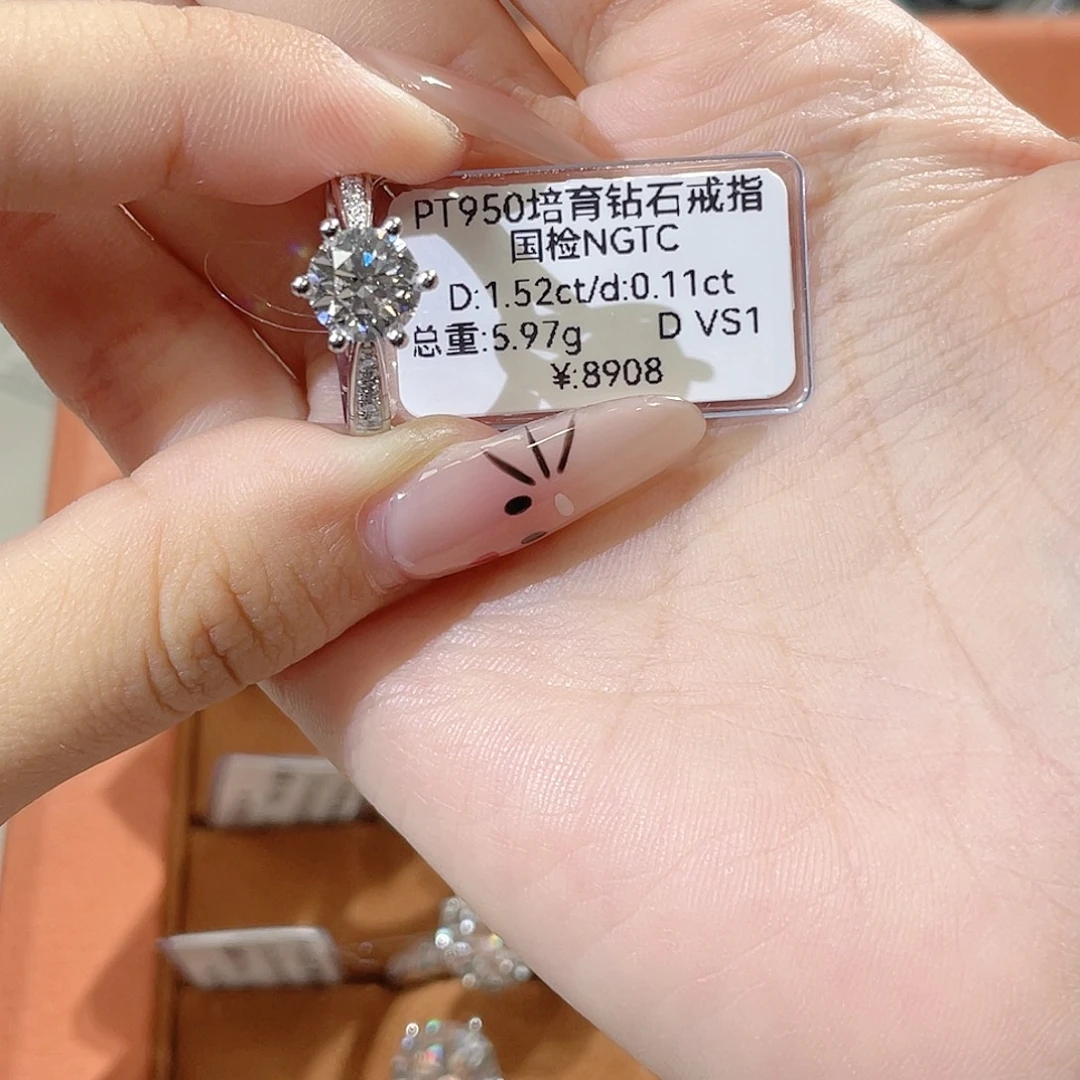 PT950培育钻石戒指
国检NGTC
D:1.52ct/d:0.11ct
总重:5.97g D VS1
¥:8908